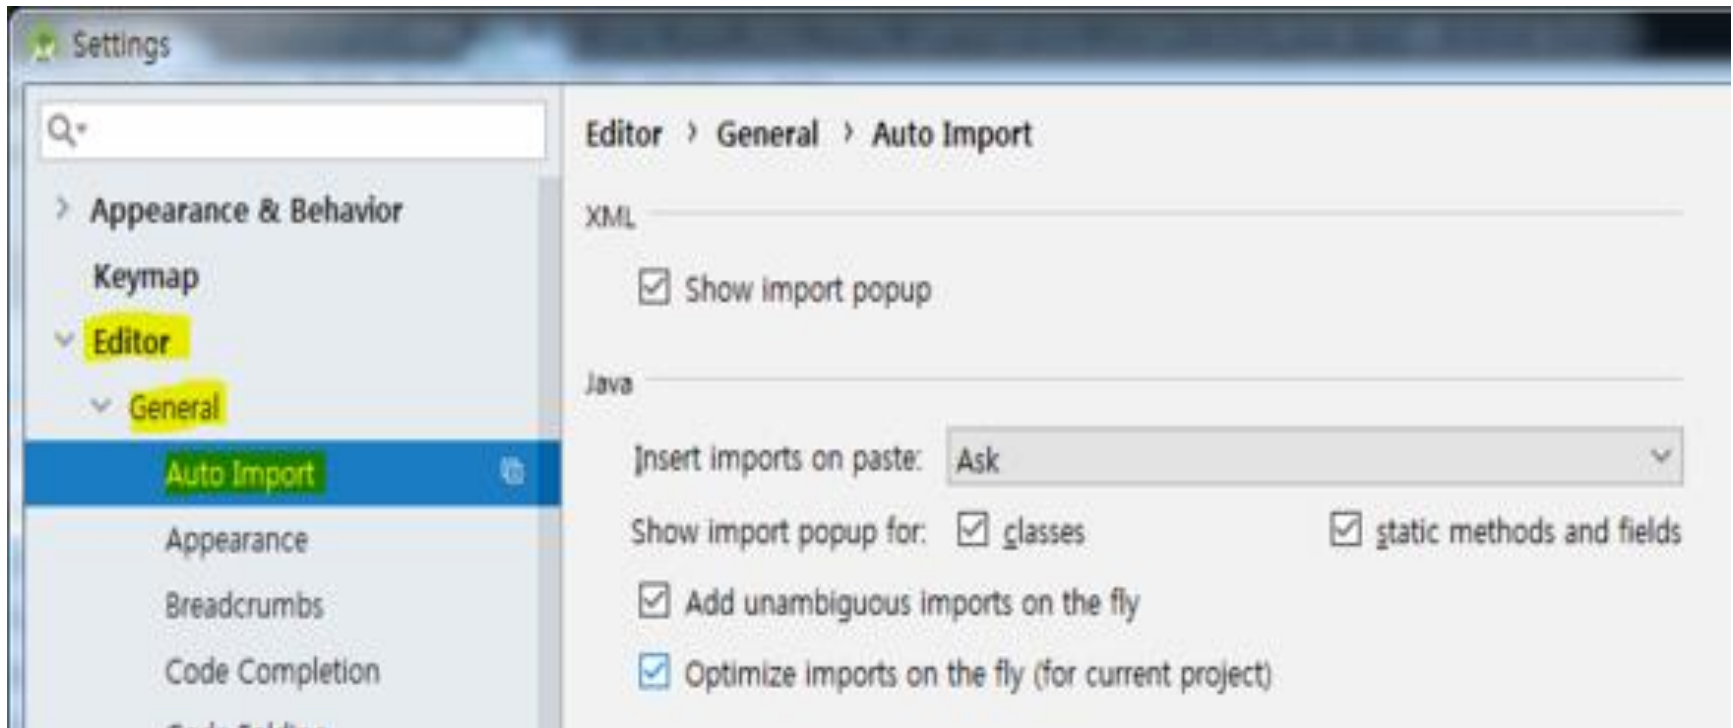 Settings
Appearance & Behavior
Keymap
Editor
General
Auto Import
Appearance
Breadcrumbs
Code Completion
Editor › General › Auto Import
XML
Show import popup
Java
Insert imports on paste: Ask
Show import popup for: classes static methods and fields
Add unambiguous imports on the fly
Optimize imports on the fly (for current project)